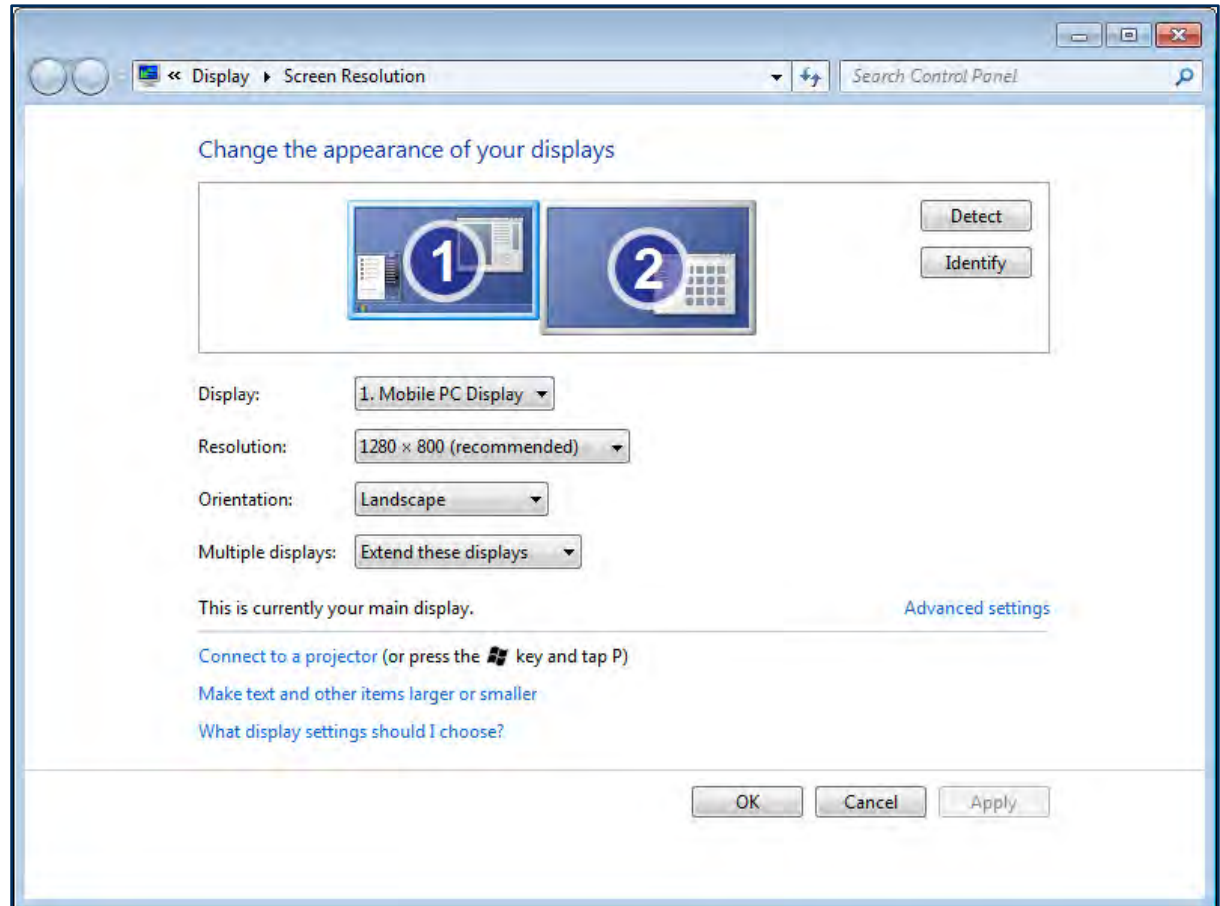 « Display ▸ Screen Resolution
Search Control Panel
Change the appearance of your displays
1
2
Detect
Identify
Display: 1. Mobile PC Display
Resolution: 1280 × 800 (recommended)
Orientation: Landscape
Multiple displays: Extend these displays
This is currently your main display. Advanced settings
Connect to a projector (or press the key and tap P)
Make text and other items larger or smaller
What display settings should I choose?
OK Cancel Apply